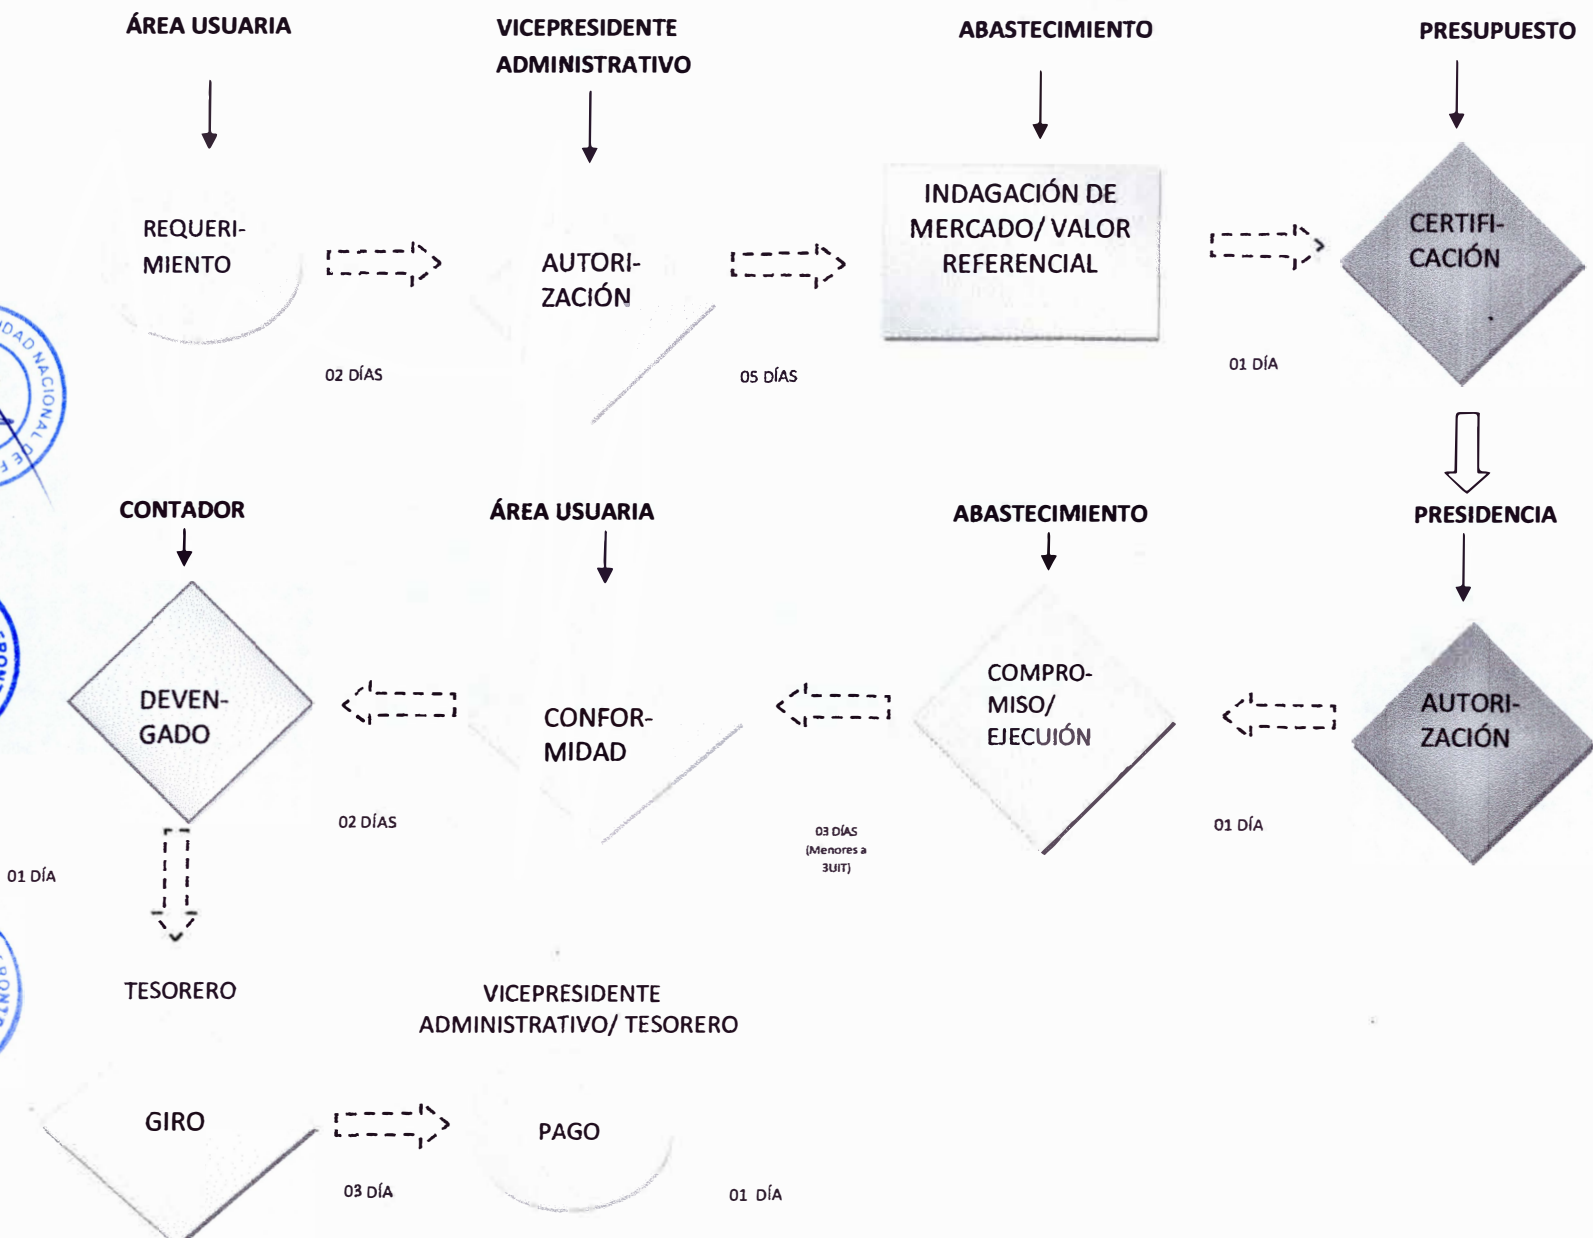 ÁREA USUARIA
VICEPRESIDENTE
ADMINISTRATIVO
ABASTECIMIENTO
PRESUPUESTO
REQUERI-
MIENTO
AUTORI-
ZACIÓN
INDAGACIÓN DE
MERCADO/ VALOR
REFERENCIAL
CERTIFI-
CACIÓN
02 DÍAS
05 DÍAS
01 DÍA
NACIONAL DE
CONTADOR
ÁREA USUARIA
ABASTECIMIENTO
PRESIDENCIA
DEVEN-
GADO
CONFOR-
MIDAD
COMPRO-
MISO/
EJECUIÓN
AUTORI-
ZACIÓN
02 DÍAS
03 DÍAS
(Menores a
3UIT)
01 DÍA
01 DÍA
TESORERO
VICEPRESIDENTE
ADMINISTRATIVO/ TESORERO
GIRO
PAGO
03 DÍA
01 DÍA